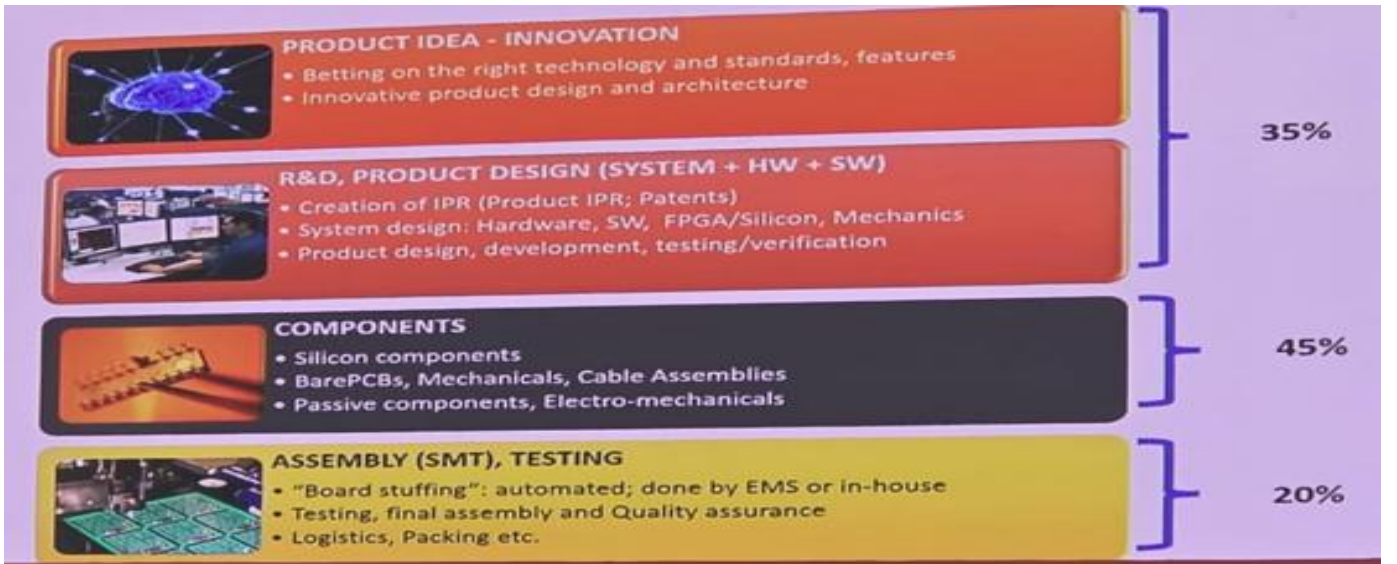 PRODUCT IDEA - INNOVATION
• Betting on the right technology and standards, features
• Innovative product design and architecture
35%
R&D, PRODUCT DESIGN (SYSTEM + HW + SW)
• Creation of IPR (Product IPR; Patents)
• System design: Hardware, SW, FPGA/Silicon, Mechanics
• Product design, development, testing/verification
COMPONENTS
• Silicon components
• BarePCBs, Mechanicals, Cable Assemblies
• Passive components, Electro-mechanicals
45%
ASSEMBLY (SMT), TESTING
• "Board stuffing": automated; done by EMS or in-house
• Testing, final assembly and Quality assurance
• Logistics, Packing etc.
20%